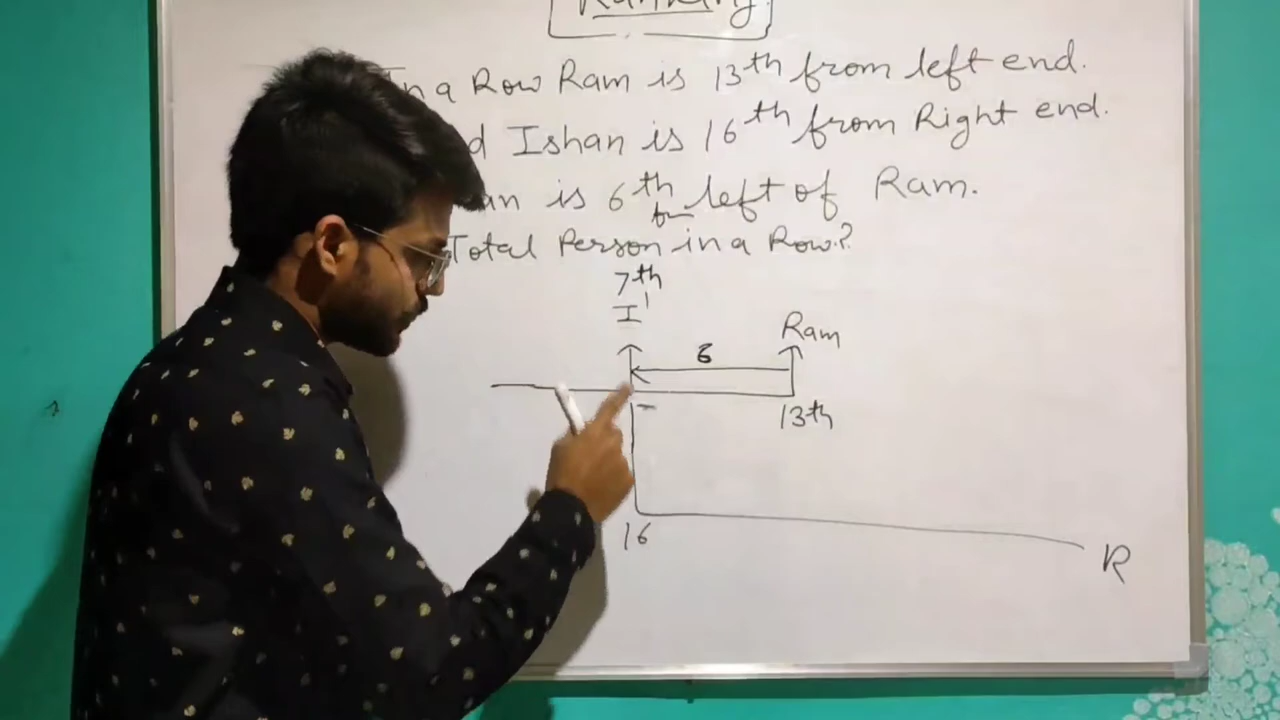 Ranking
In a Row Ram is 13th from left end.
Ishan is 16th from Right end.
is 6th left of Ram.
Total Person in a Row.?
7th
I
Ram
6
13th
16
R